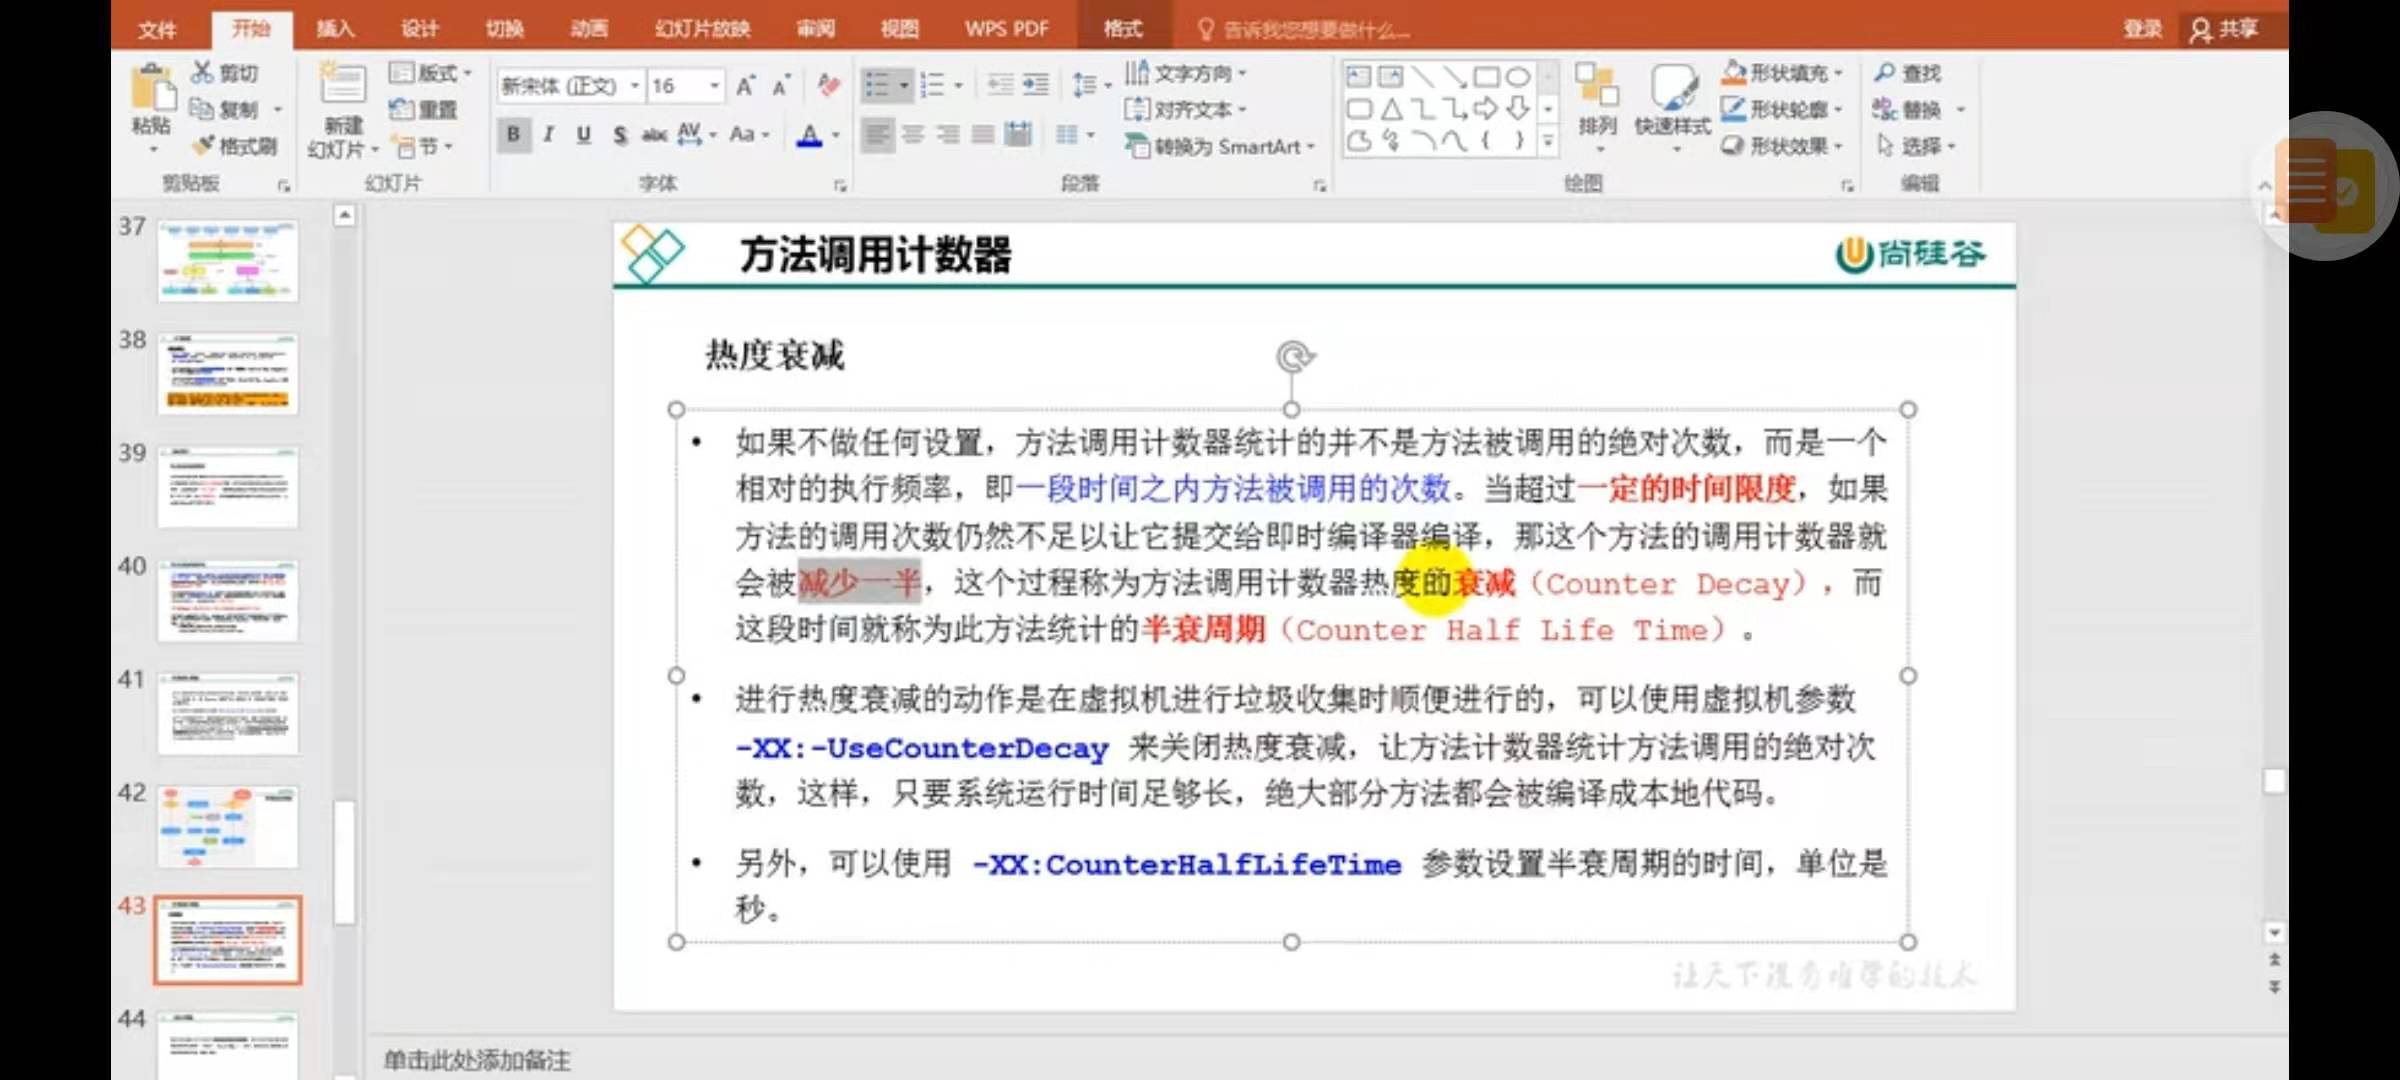 文件 开始 插入 设计 切换 动画 幻灯片放映 审阅 视图 WPS PDF 格式 告诉我您想要做什么... 登录 共享
粘贴 剪切 复制 格式刷 剪贴板
新建 幻灯片 版式 重置 节 幻灯片
新宋体 (正文) 16 A A
B I U S abc AV Aa A
字体
文字方向 对齐文本 转换为 SmartArt 段落
排列 快速样式 形状填充 形状轮廓 形状效果 绘图
查找 替换 选择 编辑
37
38
39
40
41
42
43
44
方法调用计数器
尚硅谷
热度衰减
• 如果不做任何设置，方法调用计数器统计的并不是方法被调用的绝对次数，而是一个
相对的执行频率，即一段时间之内方法被调用的次数。当超过一定的时间限度，如果
方法的调用次数仍然不足以让它提交给即时编译器编译，那这个方法的调用计数器就
会被减少一半，这个过程称为方法调用计数器热度的衰减（Counter Decay），而
这段时间就称为此方法统计的半衰周期（Counter Half Life Time）。
• 进行热度衰减的动作是在虚拟机进行垃圾收集时顺便进行的，可以使用虚拟机参数
-XX:-UseCounterDecay 来关闭热度衰减，让方法计数器统计方法调用的绝对次
数，这样，只要系统运行时间足够长，绝大部分方法都会被编译成本地代码。
• 另外，可以使用 -XX:CounterHalfLifeTime 参数设置半衰周期的时间，单位是
秒。
让天下没有难学的技术
单击此处添加备注